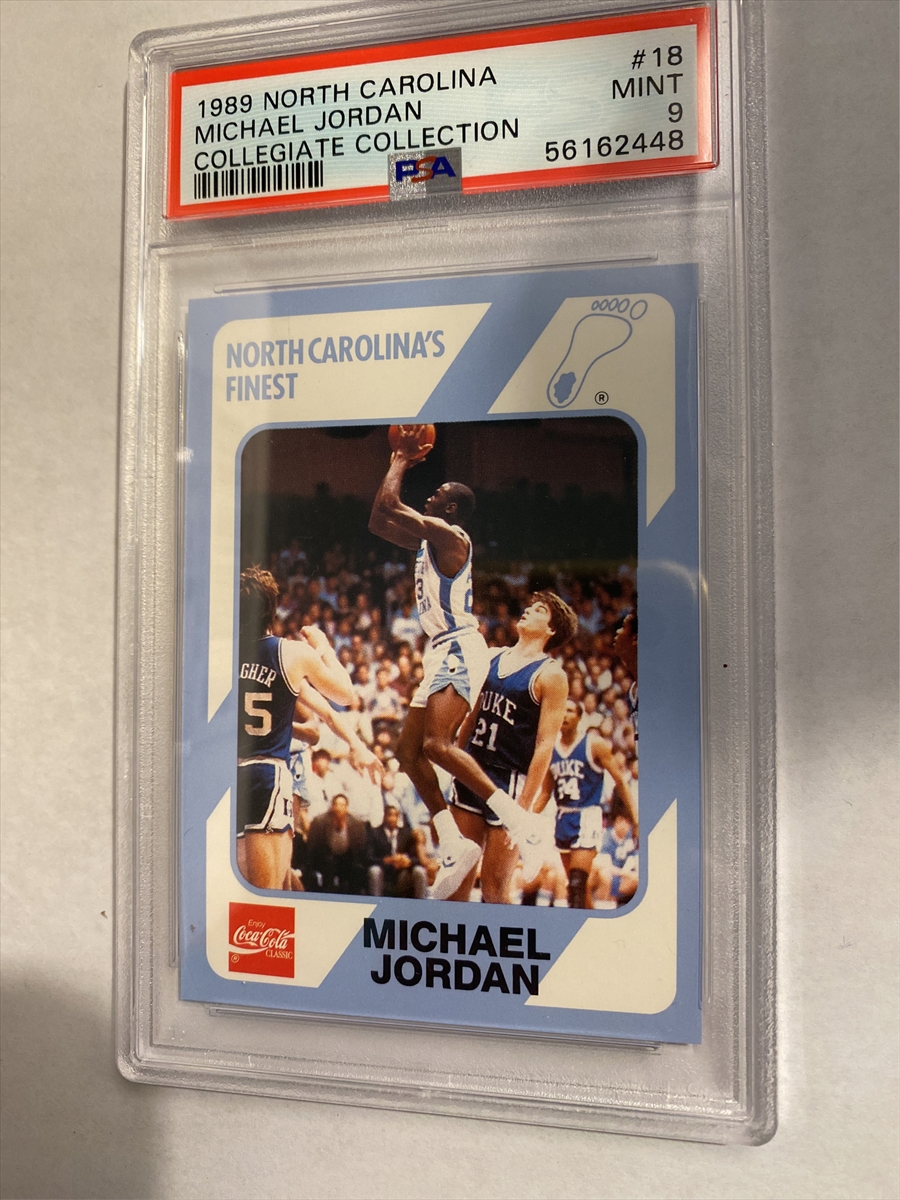 1989 NORTH CAROLINA #18
MICHAEL JORDAN MINT
COLLEGIATE COLLECTION 9
56162448
PSA
NORTH CAROLINA'S
FINEST
®
GHER
5
DUKE
21
DUKE
34
Enjoy
Coca-Cola
CLASSIC
®
MICHAEL
JORDAN